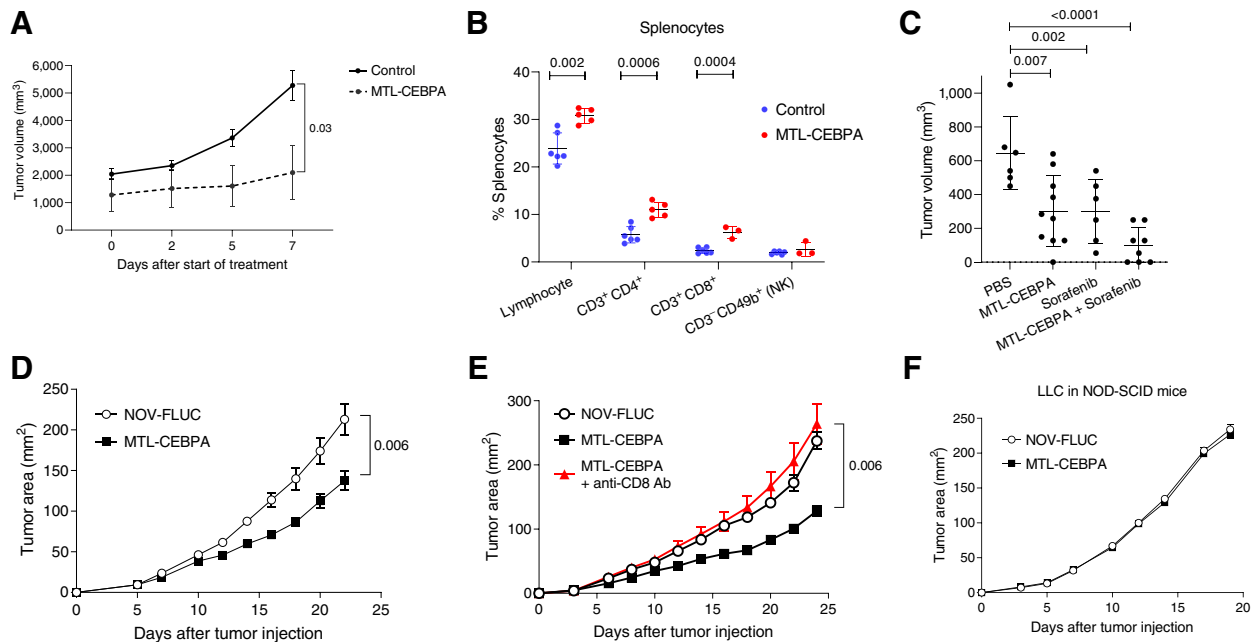 A
Tumor volume (mm³)
6,000
5,000
4,000
3,000
2,000
1,000
0
0 2 5 7
Days after start of treatment
Control
MTL-CEBPA
0.03
B
Splenocytes
0.002 0.0006 0.0004
% Splenocytes
40
30
20
10
0
Control
MTL-CEBPA
Lymphocyte
CD3⁺ CD4⁺
CD3⁺ CD8⁺
CD3⁻ CD49b⁺ (NK)
C
<0.0001
0.002
0.007
Tumor volume (mm³)
1,000
800
600
400
200
0
PBS
MTL-CEBPA
Sorafenib
MTL-CEBPA + Sorafenib
D
Tumor area (mm²)
250
200
150
100
50
0
0 5 10 15 20 25
Days after tumor injection
NOV-FLUC
MTL-CEBPA
0.006
E
Tumor area (mm²)
300
200
100
0
0 5 10 15 20 25
Days after tumor injection
NOV-FLUC
MTL-CEBPA
MTL-CEBPA
+ anti-CD8 Ab
0.006
F
LLC in NOD-SCID mice
Tumor area (mm²)
250
200
150
100
50
0
0 5 10 15 20
Days after tumor injection
NOV-FLUC
MTL-CEBPA